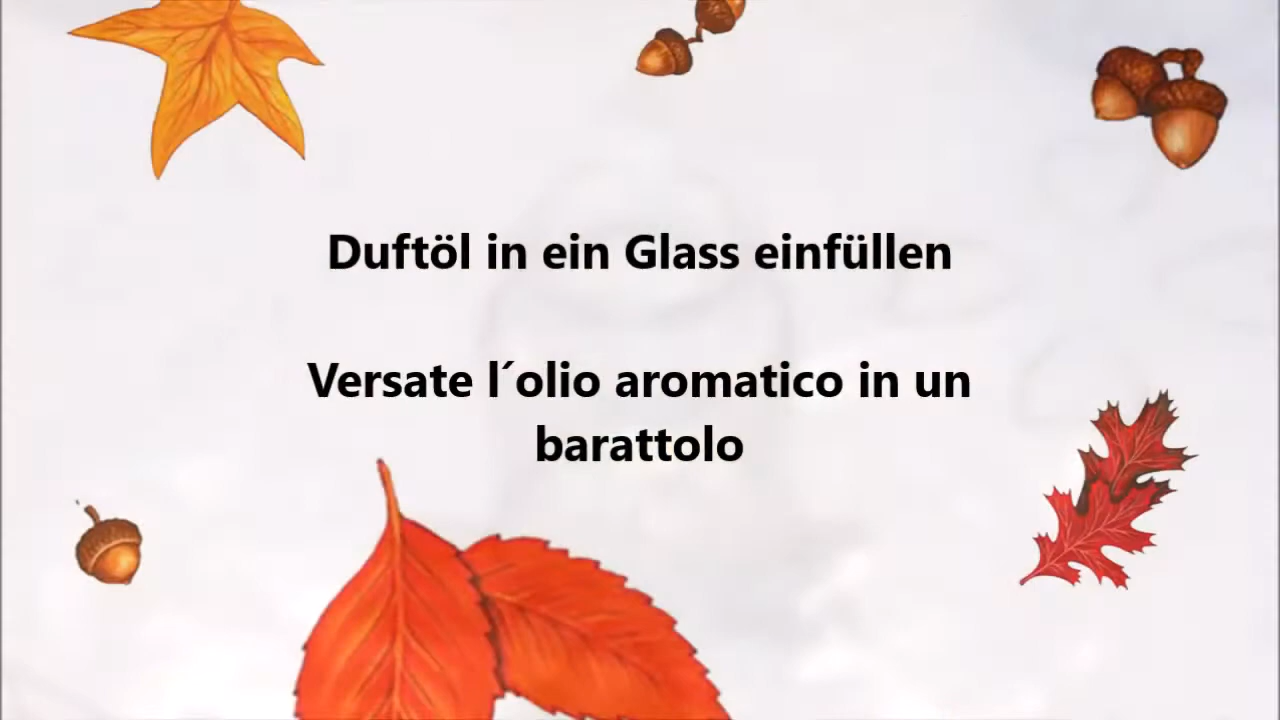 Duftöl in ein Glass einfüllen
Versate l´olio aromatico in un
barattolo